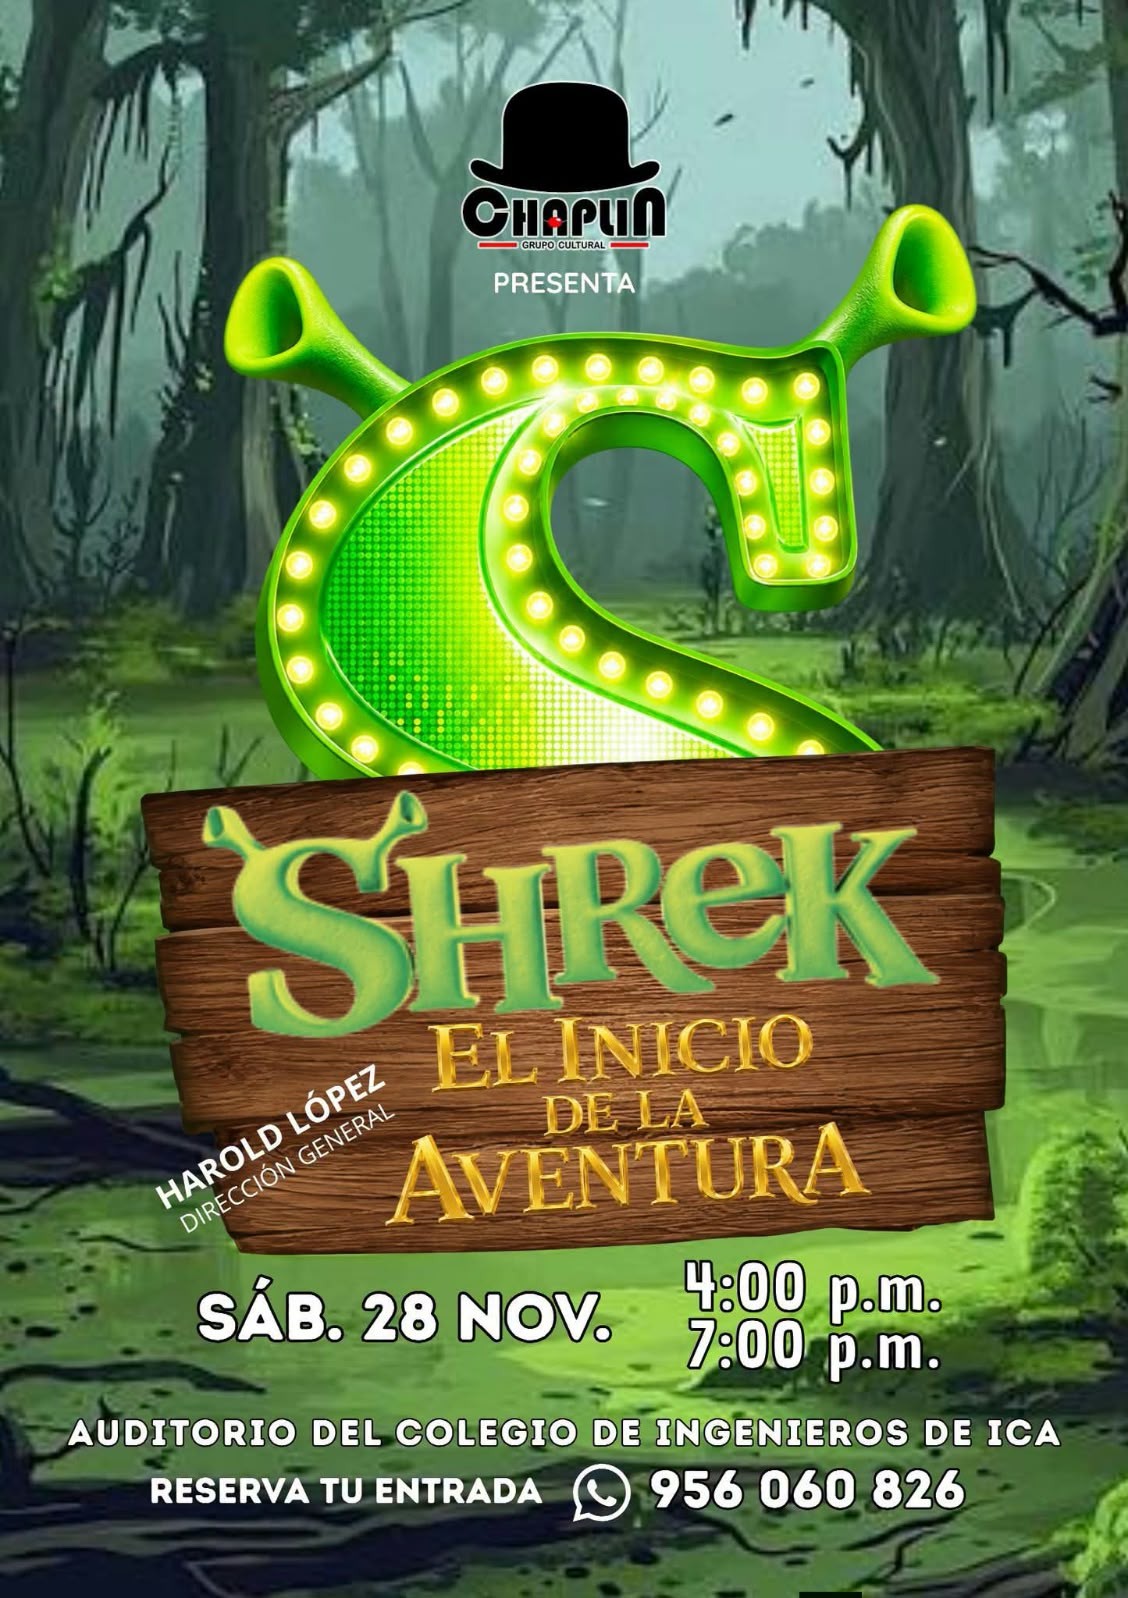 CHAPLIN
GRUPO CULTURAL
PRESENTA
SHReK
EL INICIO
DE LA
AVENTURA
HAROLD LÓPEZ
DIRECCIÓN GENERAL
SÁB. 28 NOV.
4:00 p.m.
7:00 p.m.
AUDITORIO DEL COLEGIO DE INGENIEROS DE ICA
RESERVA TU ENTRADA 956 060 826